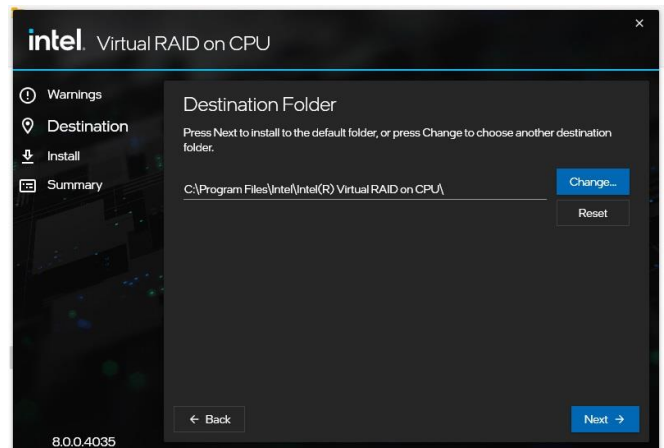 intel. Virtual RAID on CPU
Warnings
Destination
Install
Summary
Destination Folder
Press Next to install to the default folder, or press Change to choose another destination
folder.
C:\Program Files\Intel\Intel(R) Virtual RAID on CPU\
Change...
Reset
Back
Next
8.0.0.4035